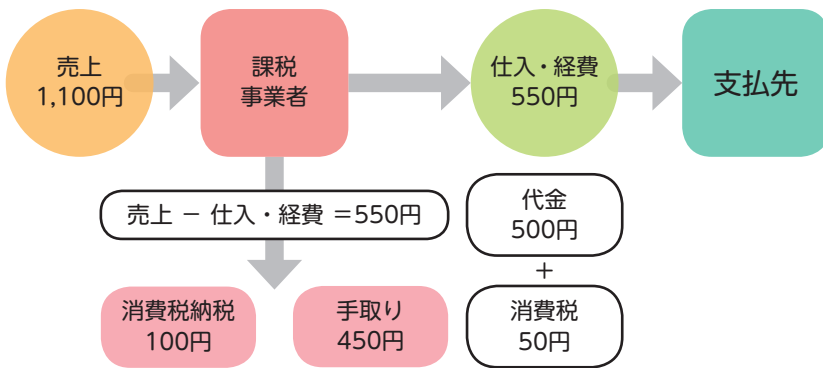 売上
1,100円
課税
事業者
仕入・経費
550円
支払先
売上 － 仕入・経費 ＝550円
代金
500円
＋
消費税
50円
消費税納税
100円
手取り
450円